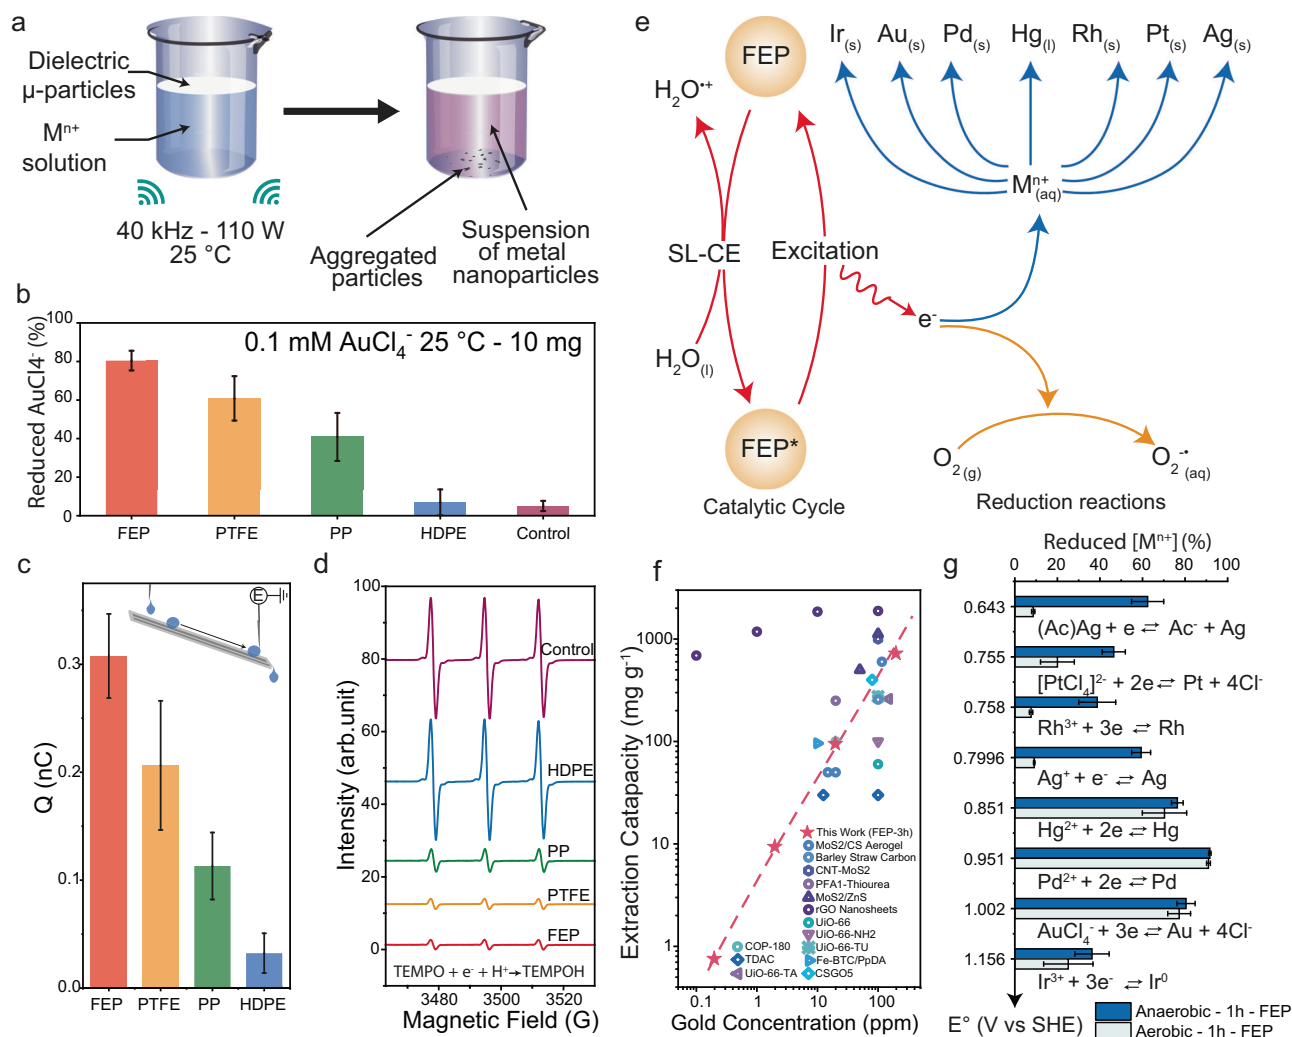 a
Dielectric
μ-particles
Mⁿ⁺
solution
40 kHz - 110 W
25 °C
Aggregated
particles
Suspension
of metal
nanoparticles
b
Reduced AuCl4⁻ (%)
100
80
60
40
20
0
0.1 mM AuCl₄⁻ 25 °C - 10 mg
FEP PTFE PP HDPE Control
c
Q (nC)
0.3
0.2
0.1
0.0
E
FEP PTFE PP HDPE
d
Intensity (arb.unit)
100
80
60
40
20
0
Control
HDPE
PP
PTFE
FEP
TEMPO + e⁻ + H⁺→TEMPOH
3480 3500 3520
Magnetic Field (G)
e
FEP
H₂O•⁺
SL-CE
Excitation
H₂O(l)
FEP*
Catalytic Cycle
Ir(s) Au(s) Pd(s) Hg(l) Rh(s) Pt(s) Ag(s)
Mⁿ⁺(aq)
e⁻
O₂(g)
O₂⁻•(aq)
Reduction reactions
f
Extraction Catapacity (mg g⁻¹)
1000
100
10
1
This Work (FEP-3h)
MoS2/CS Aerogel
Barley Straw Carbon
CNT-MoS2
PFA1-Thiourea
MoS2/ZnS
rGO Nanosheets
UiO-66
UiO-66-NH2
UiO-66-TU
Fe-BTC/PpDA
CSGO5
COP-180
TDAC
UiO-66-TA
0.1 1 10 100
Gold Concentration (ppm)
g
Reduced [Mⁿ⁺] (%)
0 20 40 60 80 100
0.643
(Ac)Ag + e ⇄ Ac⁻ + Ag
0.755
[PtCl₄]²⁻ + 2e ⇄ Pt + 4Cl⁻
0.758
Rh³⁺ + 3e ⇄ Rh
0.7996
Ag⁺ + e⁻ ⇄ Ag
0.851
Hg²⁺ + 2e ⇄ Hg
0.951
Pd²⁺ + 2e ⇄ Pd
1.002
AuCl₄⁻ + 3e ⇄ Au + 4Cl⁻
1.156
Ir³⁺ + 3e⁻ ⇄ Ir⁰
E° (V vs SHE)
Anaerobic - 1h - FEP
Aerobic - 1h - FEP